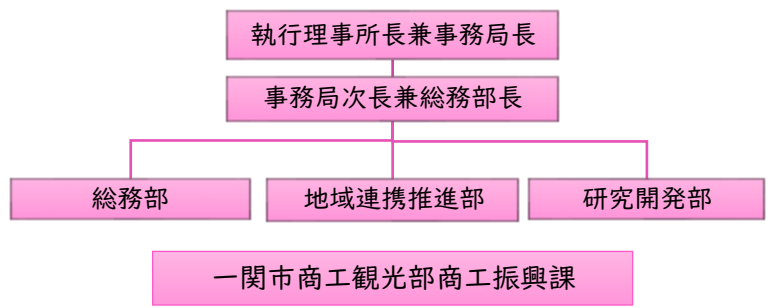 執行理事所長兼事務局長
事務局次長兼総務部長
総務部
地域連携推進部
研究開発部
一関市商工観光部商工振興課